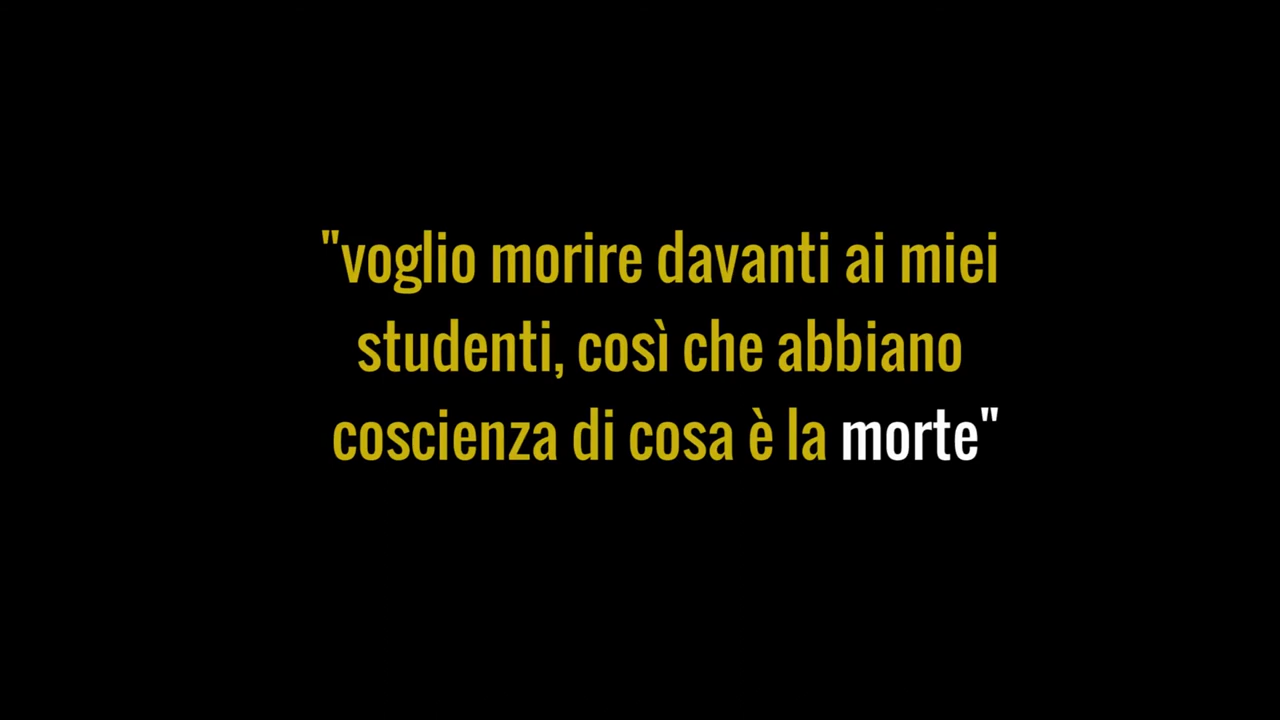 "voglio morire davanti ai miei
studenti, così che abbiano
coscienza di cosa è la morte"